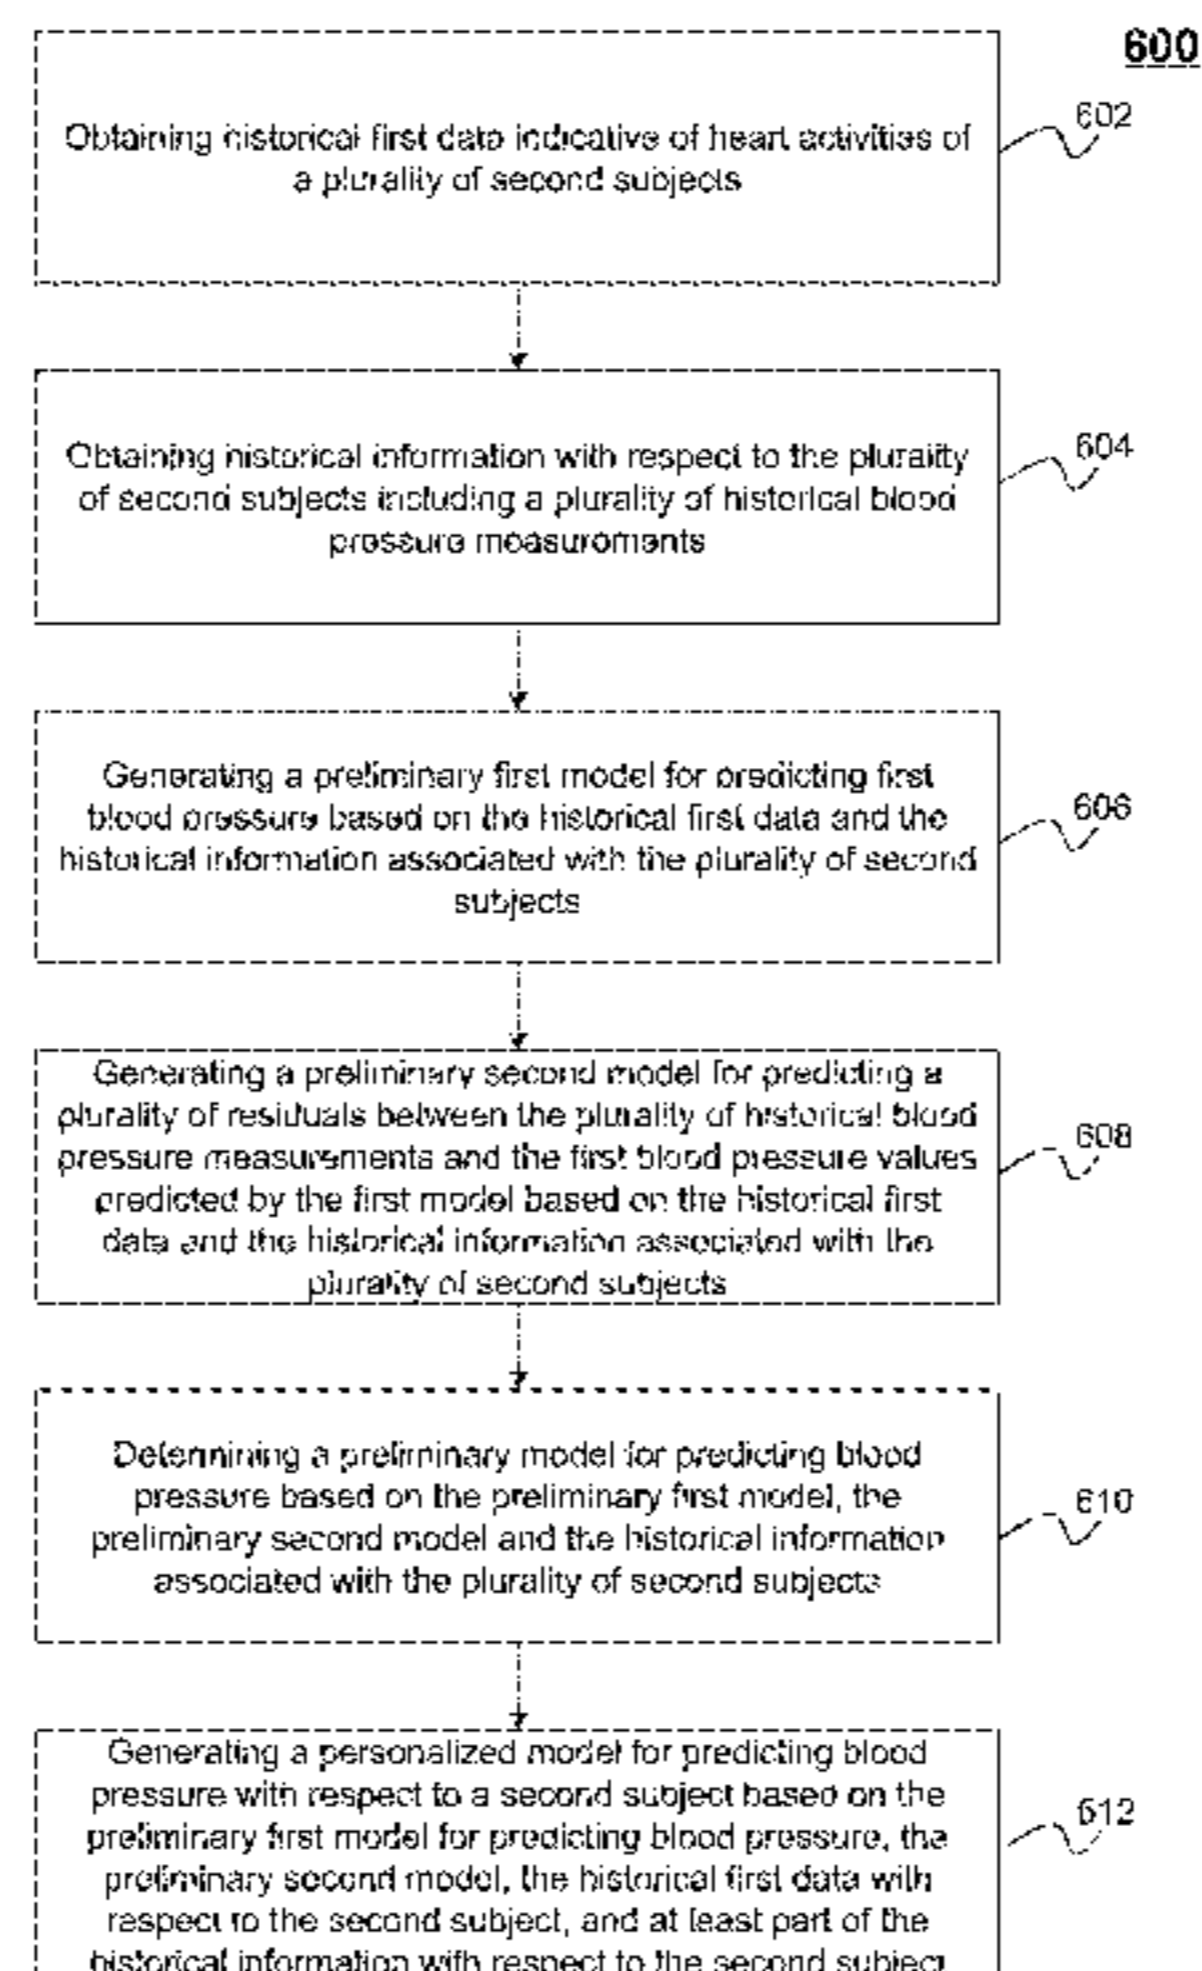 600
Obtaining historical first data indicative of heart activities of
a plurality of second subjects
602
Obtaining historical information with respect to the plurality
of second subjects including a plurality of historical blood
pressure measurements
604
Generating a preliminary first model for predicting first
blood pressure based on the historical first data and the
historical information associated with the plurality of second
subjects
606
Generating a preliminary second model for predicting a
plurality of residuals between the plurality of historical blood
pressure measurements and the first blood pressure values
predicted by the first model based on the historical first
data and the historical information associated with the
plurality of second subjects
608
Determining a preliminary model for predicting blood
pressure based on the preliminary first model, the
preliminary second model and the historical information
associated with the plurality of second subjects
610
Generating a personalized model for predicting blood
pressure with respect to a second subject based on the
preliminary first model for predicting blood pressure, the
preliminary second model, the historical first data with
respect to the second subject, and at least part of the
historical information with respect to the second subject
612